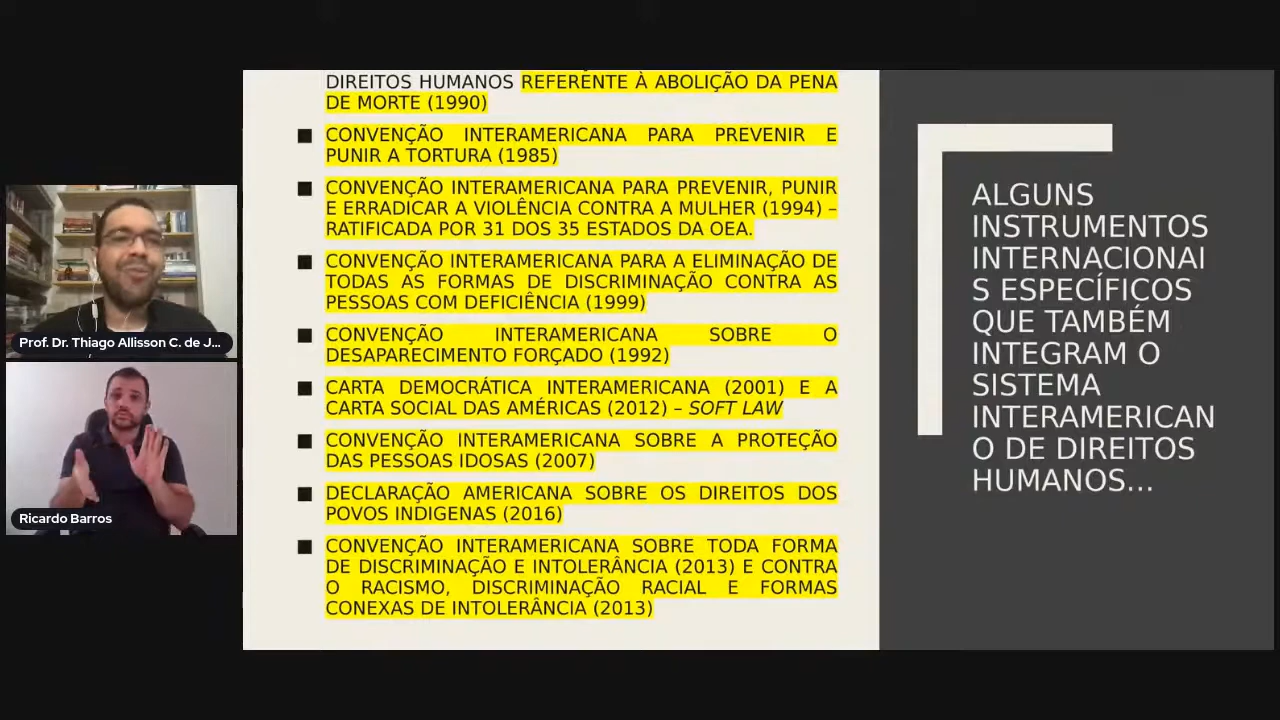 DIREITOS HUMANOS REFERENTE À ABOLIÇÃO DA PENA
DE MORTE (1990)
CONVENÇÃO INTERAMERICANA PARA PREVENIR E
PUNIR A TORTURA (1985)
CONVENÇÃO INTERAMERICANA PARA PREVENIR, PUNIR
E ERRADICAR A VIOLÊNCIA CONTRA A MULHER (1994) –
RATIFICADA POR 31 DOS 35 ESTADOS DA OEA.
CONVENÇÃO INTERAMERICANA PARA A ELIMINAÇÃO DE
TODAS AS FORMAS DE DISCRIMINAÇÃO CONTRA AS
PESSOAS COM DEFICIÊNCIA (1999)
CONVENÇÃO INTERAMERICANA SOBRE O
DESAPARECIMENTO FORÇADO (1992)
CARTA DEMOCRÁTICA INTERAMERICANA (2001) E A
CARTA SOCIAL DAS AMÉRICAS (2012) – SOFT LAW
CONVENÇÃO INTERAMERICANA SOBRE A PROTEÇÃO
DAS PESSOAS IDOSAS (2007)
DECLARAÇÃO AMERICANA SOBRE OS DIREITOS DOS
POVOS INDIGENAS (2016)
CONVENÇÃO INTERAMERICANA SOBRE TODA FORMA
DE DISCRIMINAÇÃO E INTOLERÂNCIA (2013) E CONTRA
O RACISMO, DISCRIMINAÇÃO RACIAL E FORMAS
CONEXAS DE INTOLERÂNCIA (2013)
ALGUNS
INSTRUMENTOS
INTERNACIONAI
S ESPECÍFICOS
QUE TAMBÉM
INTEGRAM O
SISTEMA
INTERAMERICAN
O DE DIREITOS
HUMANOS...
Prof. Dr. Thiago Allisson C. de J...
Ricardo Barros